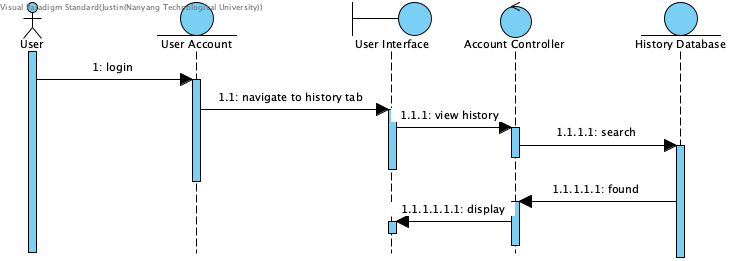 Visual Paradigm Standard(Justin(Nanyang Technological University))
User
User Account
User Interface
Account Controller
History Database
1: login
1.1: navigate to history tab
1.1.1: view history
1.1.1.1: search
1.1.1.1.1: found
1.1.1.1.1.1: display